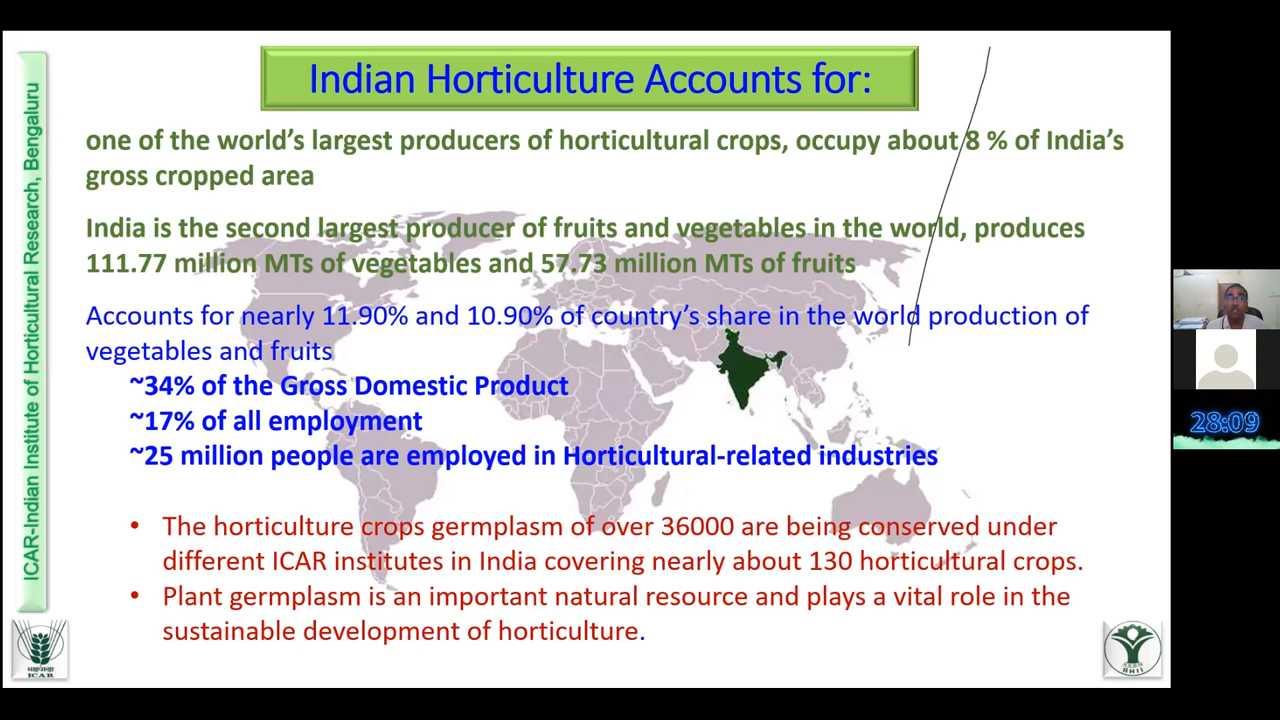 Indian Horticulture Accounts for:
one of the world's largest producers of horticultural crops, occupy about 8 % of India's
gross cropped area
India is the second largest producer of fruits and vegetables in the world, produces
111.77 million MTs of vegetables and 57.73 million MTs of fruits
Accounts for nearly 11.90% and 10.90% of country's share in the world production of
vegetables and fruits
~34% of the Gross Domestic Product
~17% of all employment
~25 million people are employed in Horticultural-related industries
• The horticulture crops germplasm of over 36000 are being conserved under
different ICAR institutes in India covering nearly about 130 horticultural crops.
• Plant germplasm is an important natural resource and plays a vital role in the
sustainable development of horticulture.
ICAR-Indian Institute of Horticultural Research, Bengaluru
ICAR
28:09